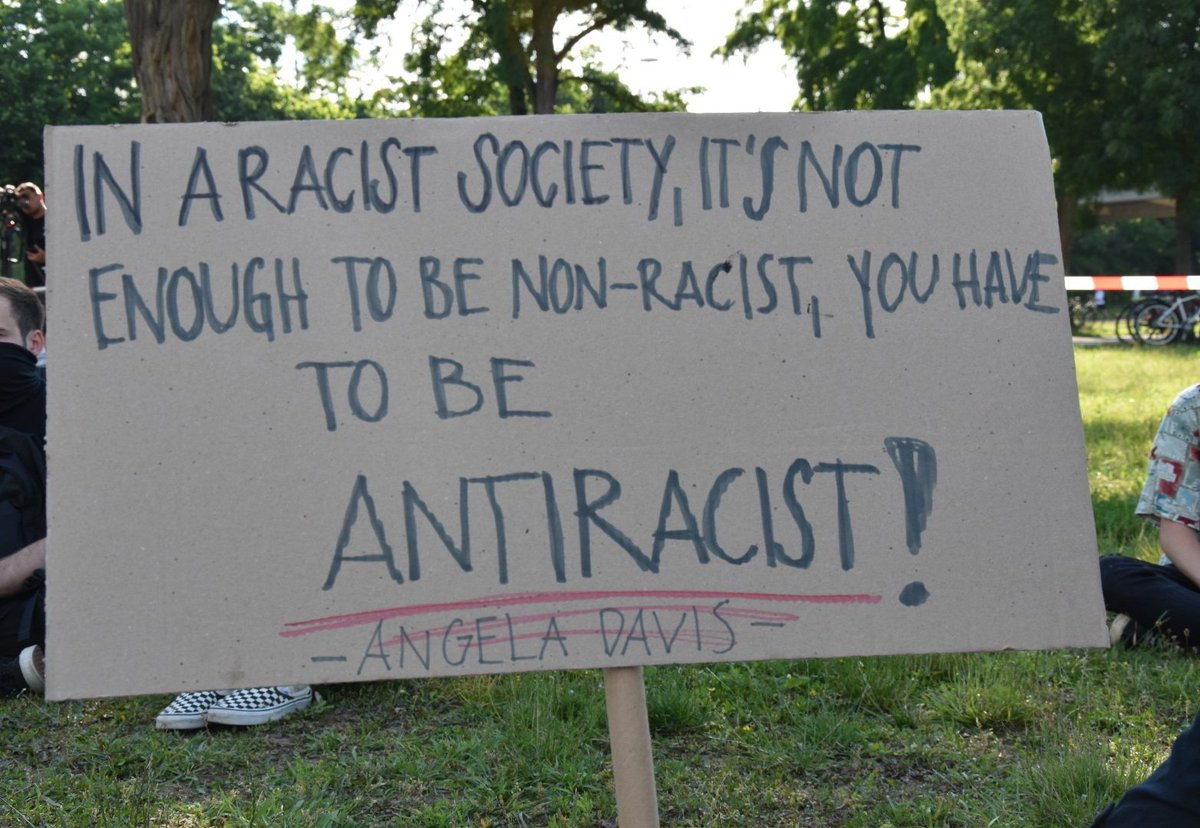 IN A RACIST SOCIETY, IT'S NOT
ENOUGH TO BE NON-RACIST, YOU HAVE
TO BE
ANTIRACIST!
- ANGELA DAVIS -